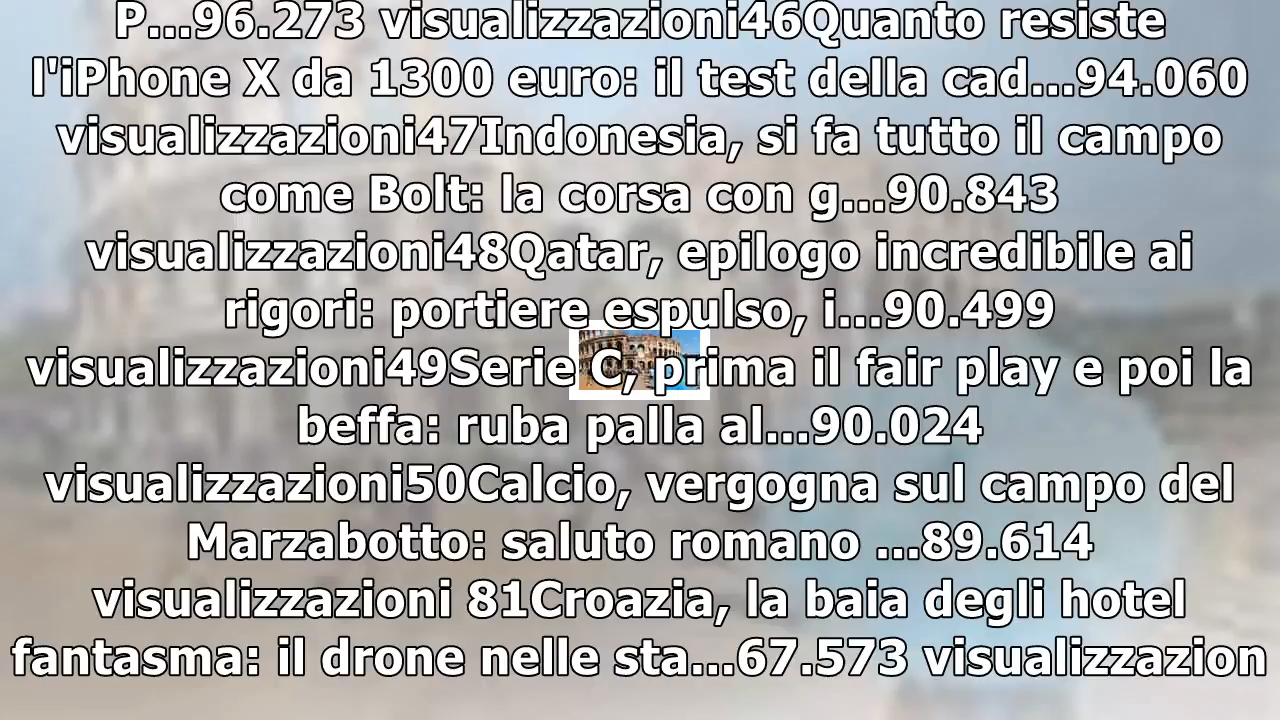 P...96.273 visualizzazioni46Quanto resiste
l'iPhone X da 1300 euro: il test della cad...94.060
visualizzazioni47Indonesia, si fa tutto il campo
come Bolt: la corsa con g...90.843
visualizzazioni48Qatar, epilogo incredibile ai
rigori: portiere espulso, i...90.499
visualizzazioni49Serie C, prima il fair play e poi la
beffa: ruba palla al...90.024
visualizzazioni50Calcio, vergogna sul campo del
Marzabotto: saluto romano ...89.614
visualizzazioni 81Croazia, la baia degli hotel
fantasma: il drone nelle sta...67.573 visualizzazion